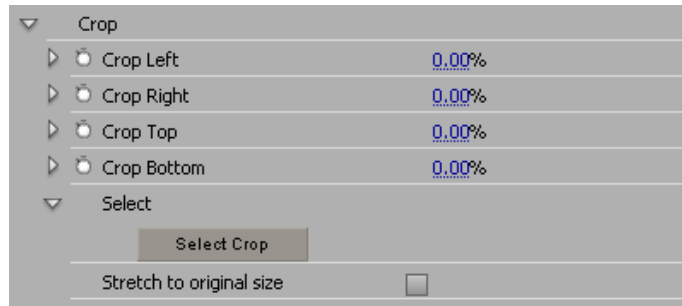 Crop
Crop Left 0.00%
Crop Right 0.00%
Crop Top 0.00%
Crop Bottom 0.00%
Select
Select Crop
Stretch to original size